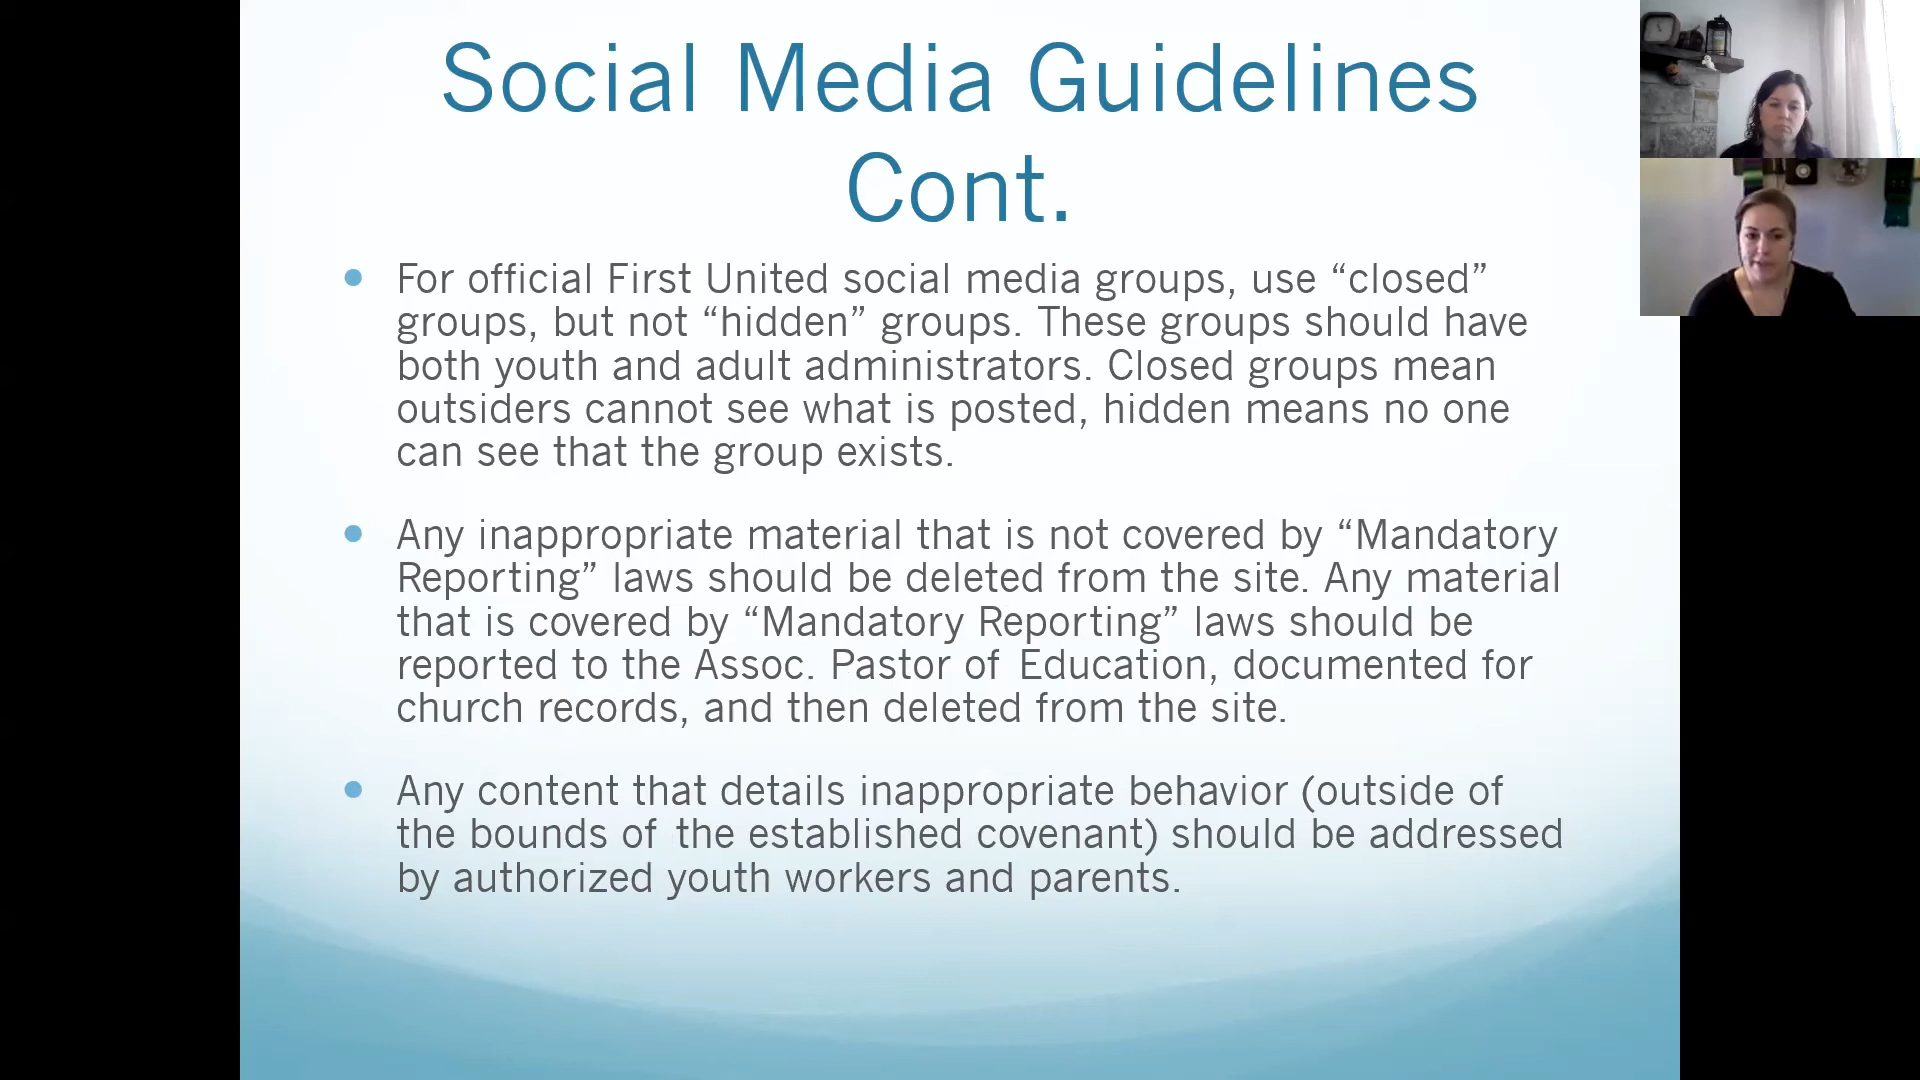 Social Media Guidelines
Cont.
• For official First United social media groups, use “closed”
groups, but not “hidden” groups. These groups should have
both youth and adult administrators. Closed groups mean
outsiders cannot see what is posted, hidden means no one
can see that the group exists.
• Any inappropriate material that is not covered by “Mandatory
Reporting” laws should be deleted from the site. Any material
that is covered by “Mandatory Reporting” laws should be
reported to the Assoc. Pastor of Education, documented for
church records, and then deleted from the site.
• Any content that details inappropriate behavior (outside of
the bounds of the established covenant) should be addressed
by authorized youth workers and parents.